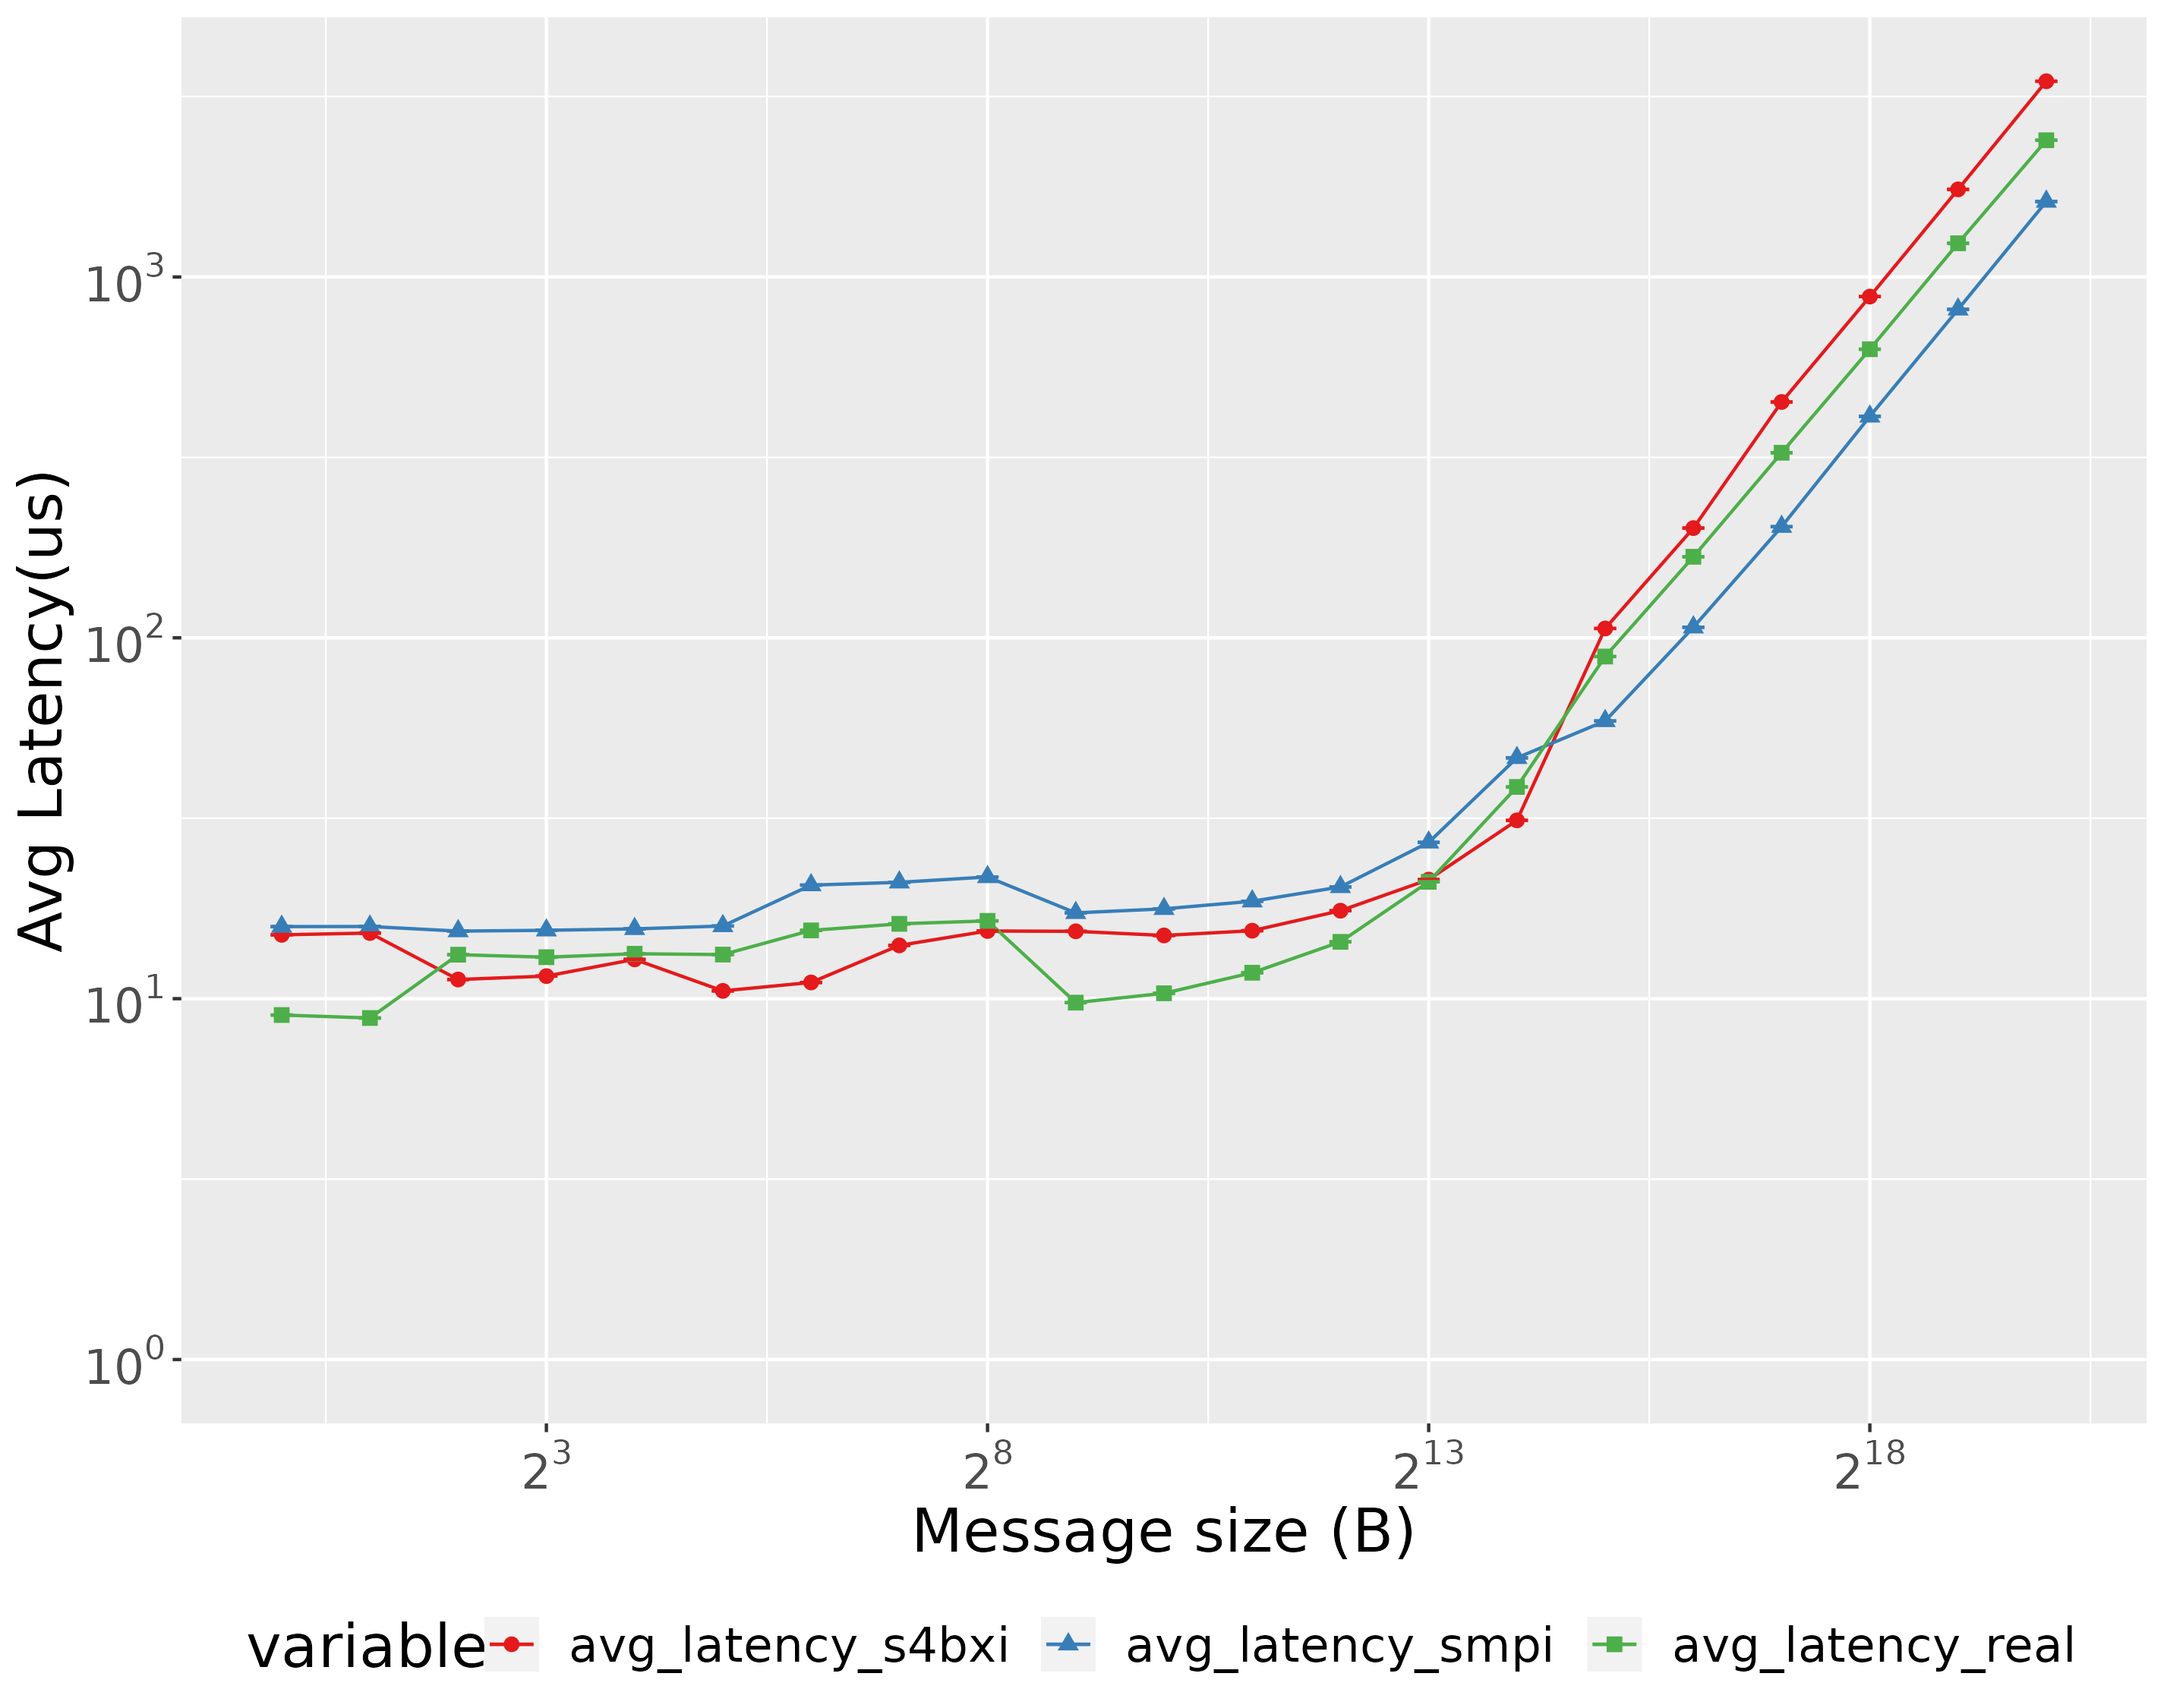 Avg Latency(us)
10³
10²
10¹
10⁰
2³ 2⁸ 2¹³ 2¹⁸
Message size (B)
variable avg_latency_s4bxi avg_latency_smpi avg_latency_real